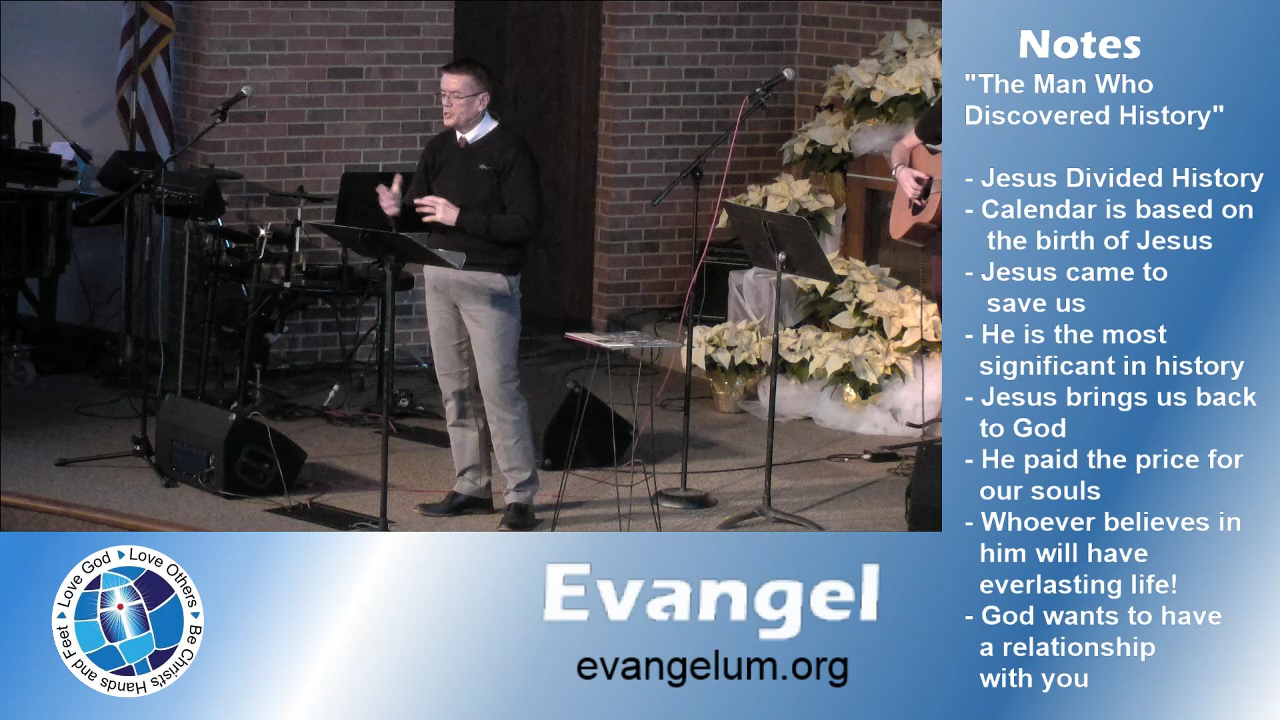 Notes
"The Man Who
Discovered History"
- Jesus Divided History
- Calendar is based on
the birth of Jesus
- Jesus came to
save us
- He is the most
significant in history
- Jesus brings us back
to God
- He paid the price for
our souls
- Whoever believes in
him will have
everlasting life!
- God wants to have
a relationship
with you
Love God Love Others Be Christ's Hands and Feet
Evangel
evangelum.org